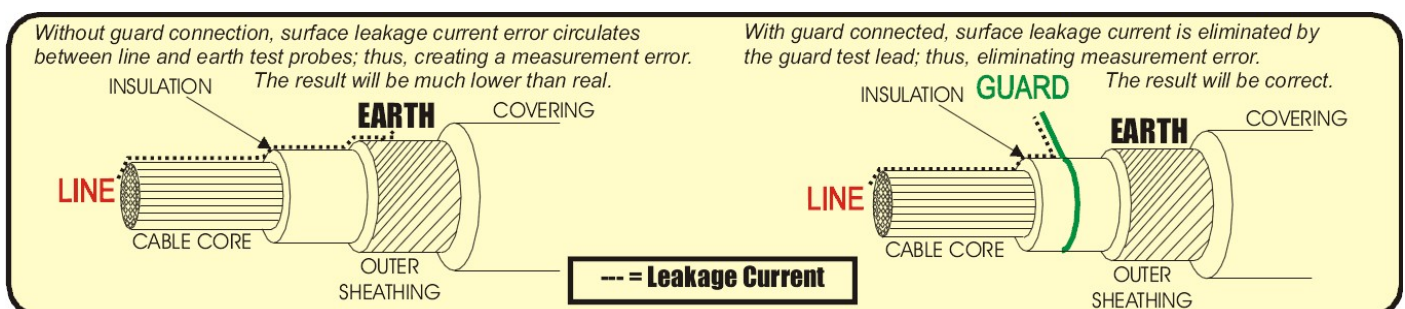 Without guard connection, surface leakage current error circulates
between line and earth test probes; thus, creating a measurement error.
The result will be much lower than real.
INSULATION
EARTH
COVERING
LINE
CABLE CORE
OUTER
SHEATHING
--- = Leakage Current
With guard connected, surface leakage current is eliminated by
the guard test lead; thus, eliminating measurement error.
The result will be correct.
INSULATION
GUARD
EARTH
COVERING
LINE
CABLE CORE
OUTER
SHEATHING